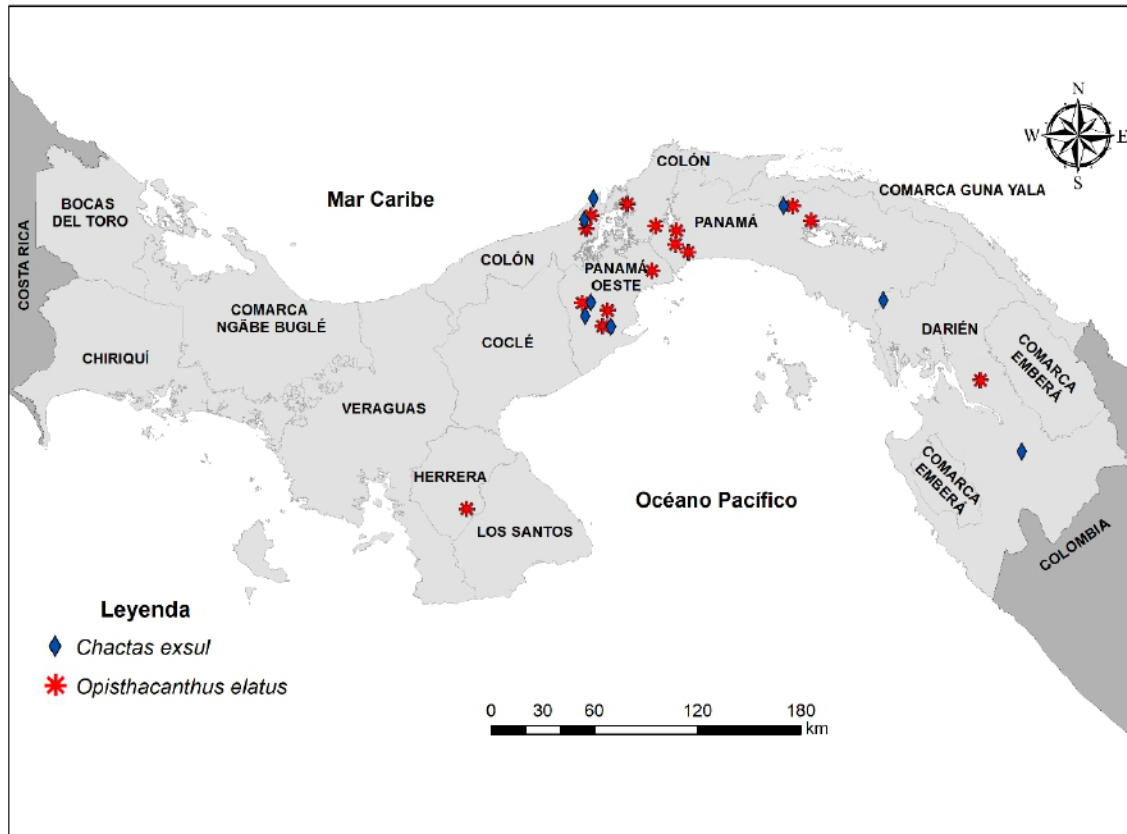 N
W
E
S
COLÓN
COMARCA GUNA YALA
BOCAS
DEL TORO
Mar Caribe
PANAMÁ
COSTA RICA
COLÓN
PANAMÁ
OESTE
COMARCA
NGÄBE BUGLÉ
COCLÉ
DARIÉN
CHIRIQUÍ
COMARCA
EMBERÁ
VERAGUAS
HERRERA
COMARCA
EMBERÁ
Océano Pacífico
LOS SANTOS
COLOMBIA
Leyenda
Chactas exsul
Opisthacanthus elatus
0 30 60 120 180
km